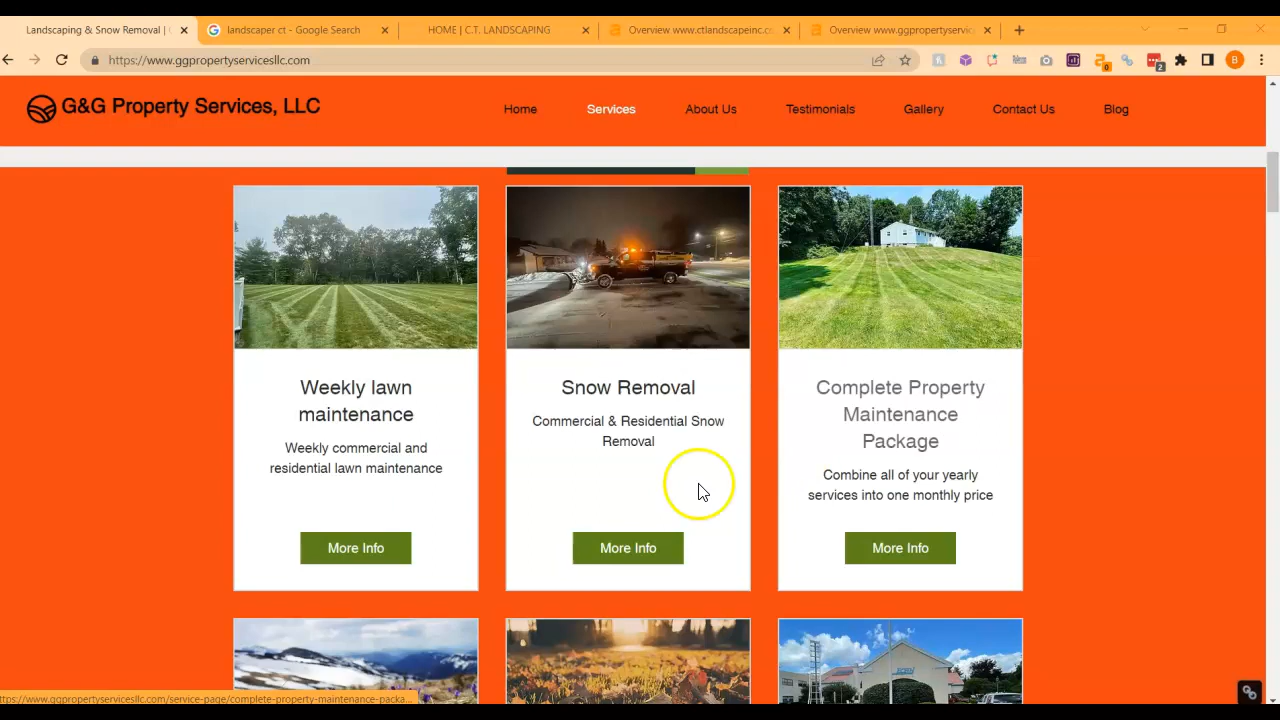 Landscaping & Snow Removal |
landscaper ct - Google Search
HOME | C.T. LANDSCAPING
Overview www.ctlandscapeinc.c
Overview www.ggpropertyservic
https://www.ggpropertyservicesllc.com
0
2
B
G&G Property Services, LLC
Home
Services
About Us
Testimonials
Gallery
Contact Us
Blog
Weekly lawn
maintenance
Weekly commercial and
residential lawn maintenance
More Info
Snow Removal
Commercial & Residential Snow
Removal
More Info
Complete Property
Maintenance
Package
Combine all of your yearly
services into one monthly price
More Info
https://www.ggpropertyservicesllc.com/service-page/complete-property-maintenance-packa...